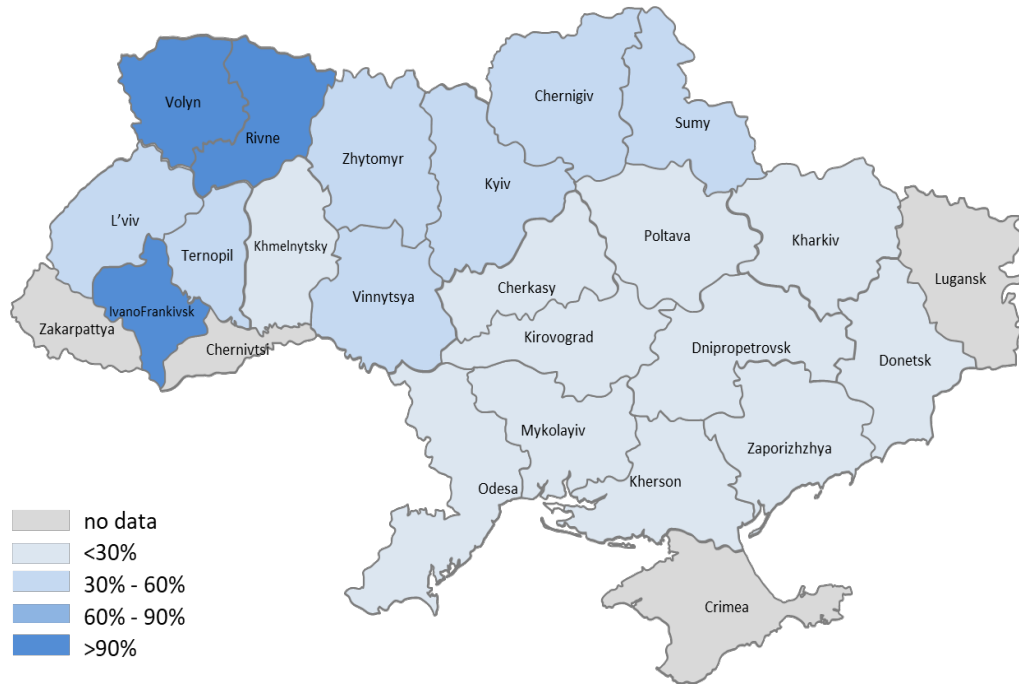 Volyn
Rivne
Chernigiv
Sumy
Zhytomyr
Kyiv
L'viv
Ternopil
Khmelnytsky
Poltava
Kharkiv
Lugansk
Vinnytsya
Cherkasy
IvanoFrankivsk
Zakarpattya
Chernivtsi
Kirovograd
Dnipropetrovsk
Donetsk
Mykolayiv
Zaporizhzhya
Kherson
Odesa
Crimea
no data
<30%
30% - 60%
60% - 90%
>90%